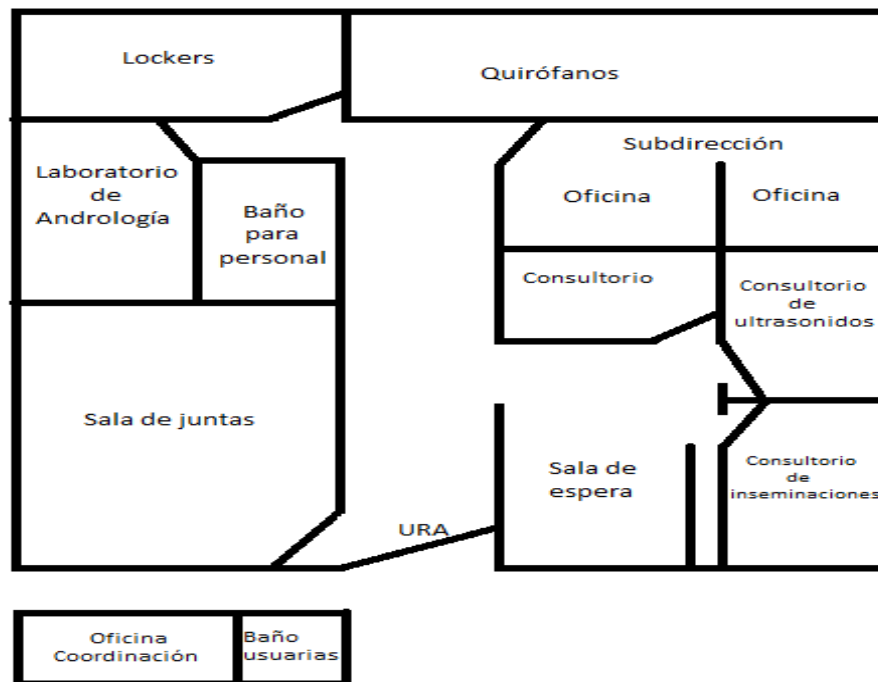 Lockers
Quirófanos
Subdirección
Laboratorio
de
Andrología
Baño
para
personal
Oficina
Oficina
Consultorio
Consultorio
de
ultrasonidos
Sala de juntas
Sala de
espera
Consultorio
de
inseminaciones
URA
Oficina
Coordinación
Baño
usuarias